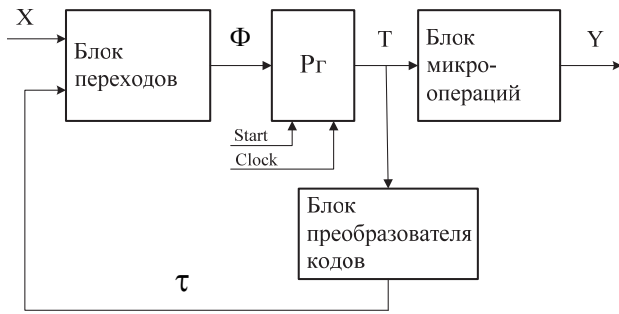 X
Блок
переходов
Φ
Рг
Start
Clock
T
Блок
микро-
операций
Y
Блок
преобразователя
кодов
τ